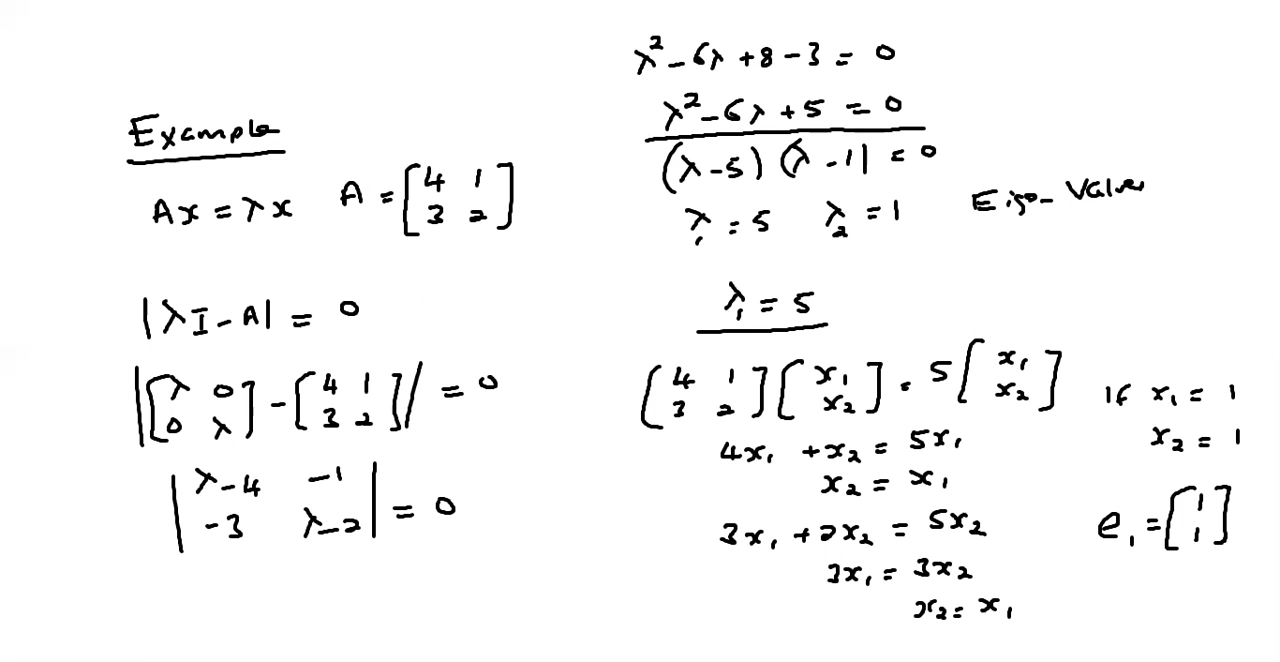 Example
Ax = λx A = [4 1; 3 2]
|λI - A| = 0
|[λ 0; 0 λ] - [4 1; 3 2]| = 0
|λ-4 -1; -3 λ-2| = 0
λ² - 6λ + 8 - 3 = 0
λ² - 6λ + 5 = 0
(λ - 5) (λ - 1) = 0
λ₁ = 5 λ₂ = 1 Eigen Values
λ₁ = 5
[4 1; 3 2] [x₁; x₂] = 5 [x₁; x₂]
4x₁ + x₂ = 5x₁
x₂ = x₁
3x₁ + 2x₂ = 5x₂
3x₁ = 3x₂
x₂ = x₁
If x₁ = 1
x₂ = 1
e₁ = [1; 1]